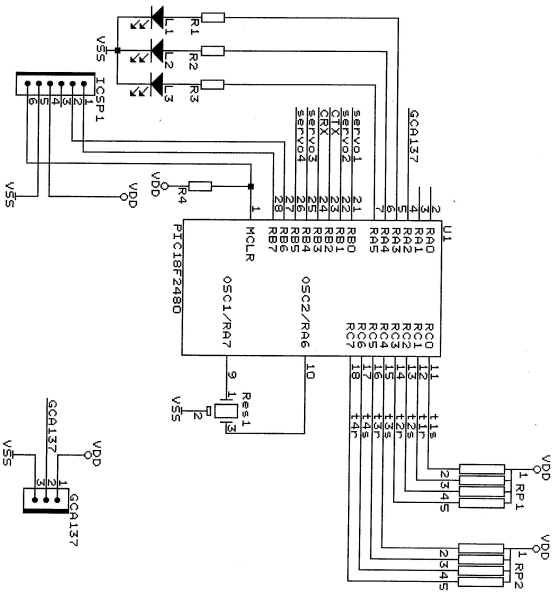 VSS
L1
L2
L3
R1
R2
R3
ICSP1
6
5
4
3
2
1
VSS
VDD
VDD
R4
servo4
servo3
CRX
CTX
servo2
servo1
GCA137
1
28
27
26
25
24
23
22
21
7
6
5
4
3
2
MCLR
RB7
RB6
RB5
RB4
RB3
RB2
RB1
RB0
RA5
RA4
RA3
RA2
RA1
RA0
U1
PIC18F2480
OSC1/RA7
OSC2/RA6
RC7
RC6
RC5
RC4
RC3
RC2
RC1
RC0
9
10
18
17
16
15
14
13
12
11
t4r
t4s
t3r
t3s
t2r
t2s
t1r
t1s
Res1
1
2
3
VSS
VDD
1
2
3
4
5
RP1
VDD
1
2
3
4
5
RP2
GCA137
VDD
VSS
1
2
3
GCA137